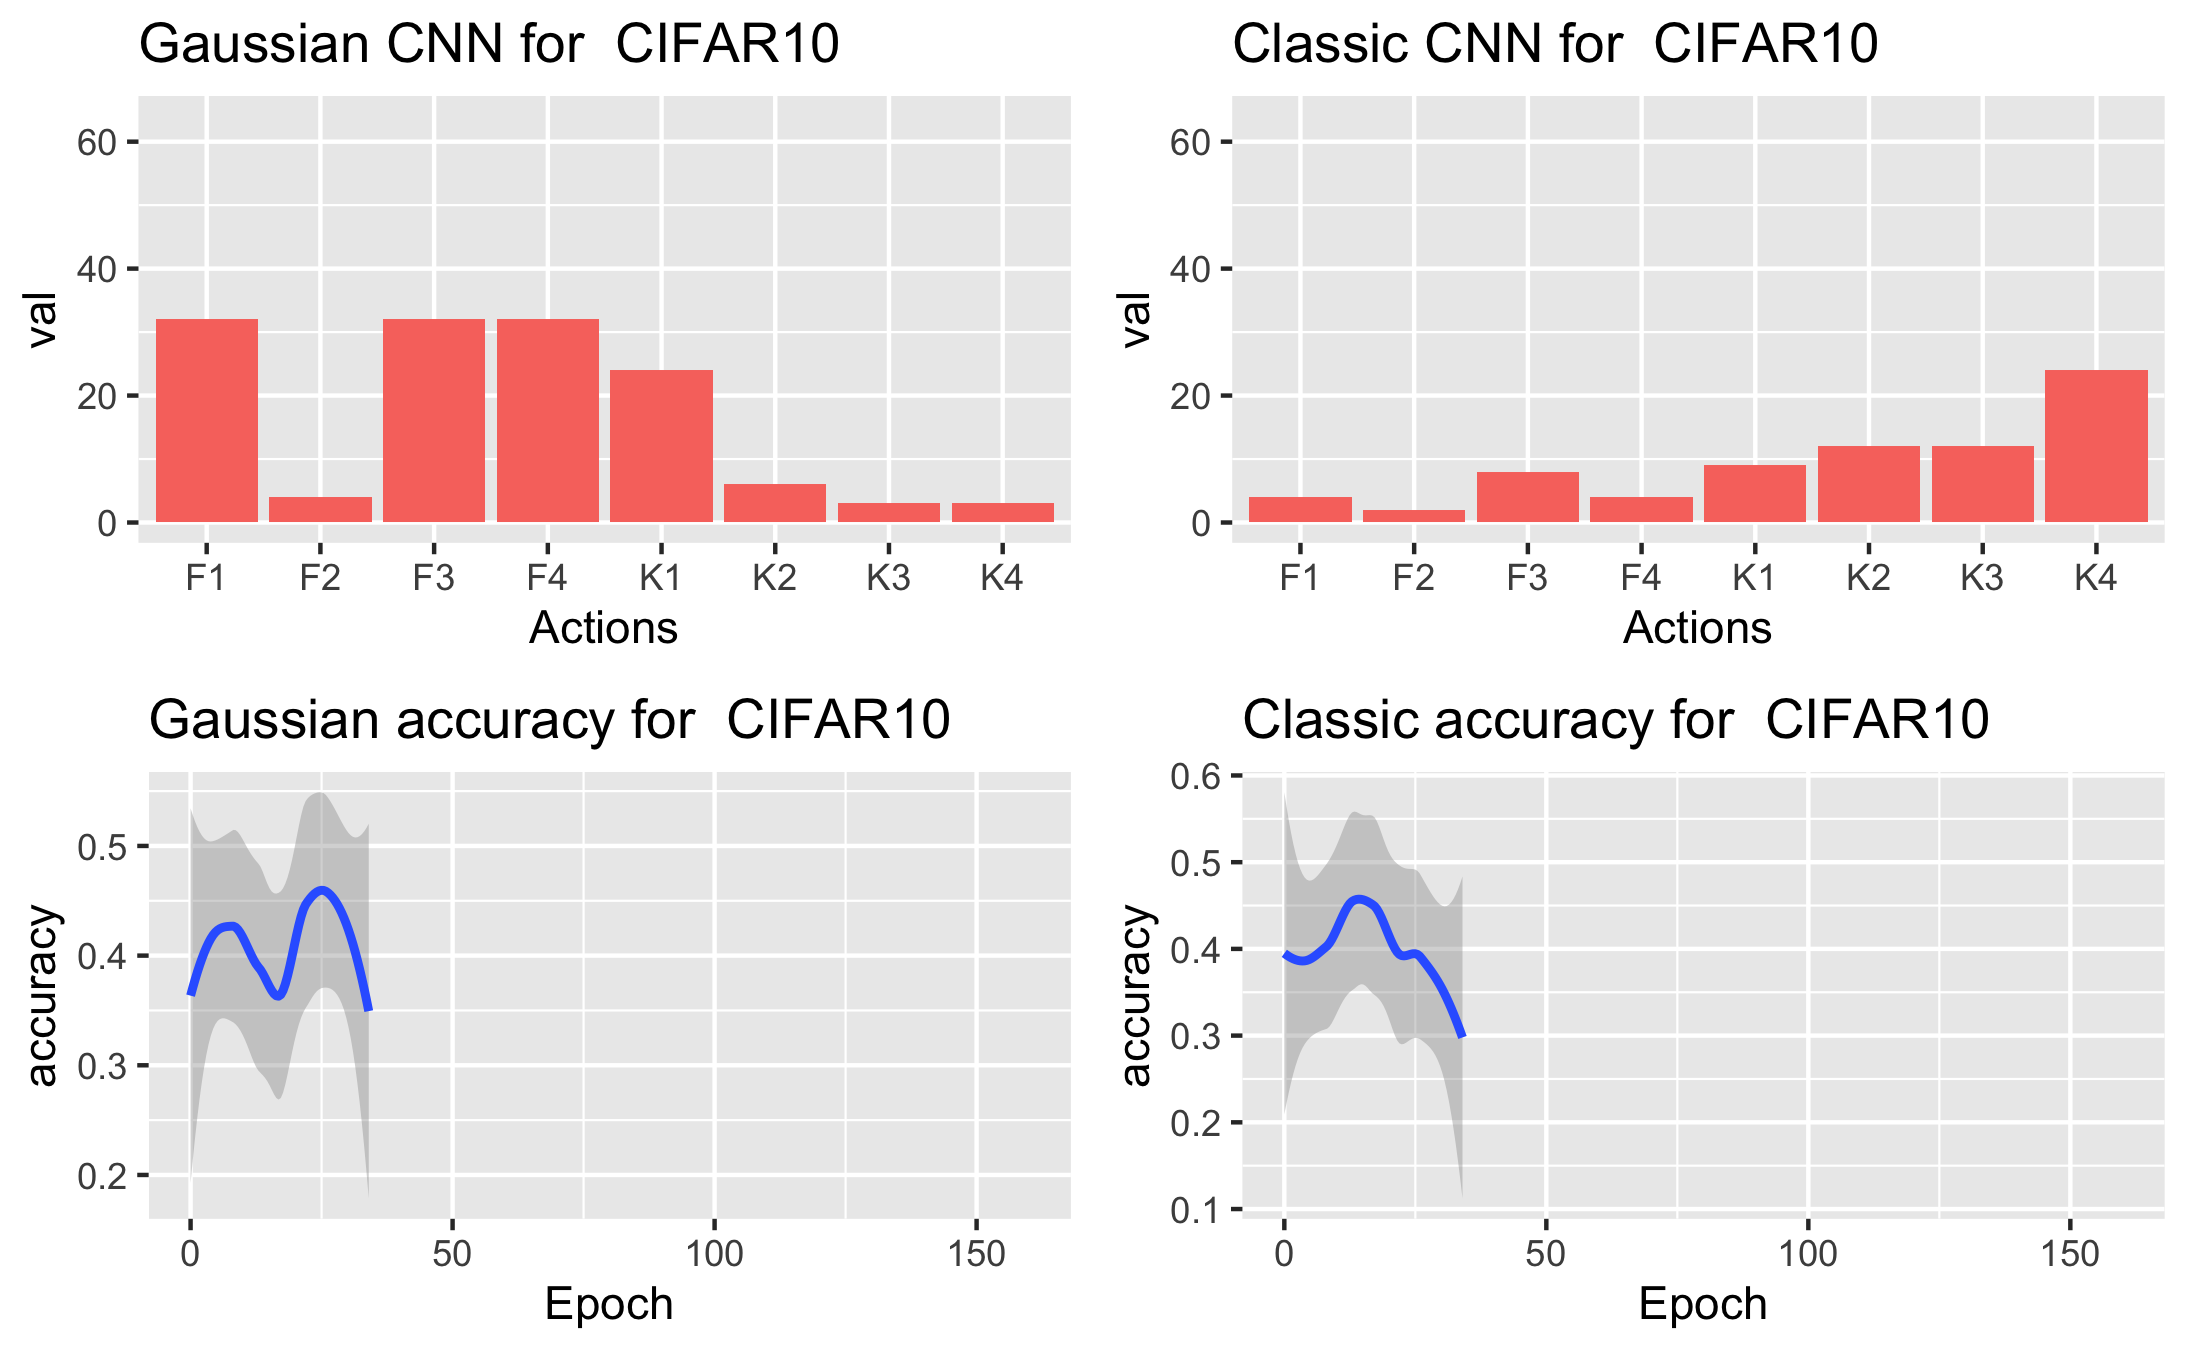 Gaussian CNN for  CIFAR10
60
40
20
0
val
F1 F2 F3 F4 K1 K2 K3 K4
Actions
Classic CNN for  CIFAR10
60
40
20
0
val
F1 F2 F3 F4 K1 K2 K3 K4
Actions
Gaussian accuracy for  CIFAR10
0.5
0.4
0.3
0.2
accuracy
0 50 100 150
Epoch
Classic accuracy for  CIFAR10
0.6
0.5
0.4
0.3
0.2
0.1
accuracy
0 50 100 150
Epoch